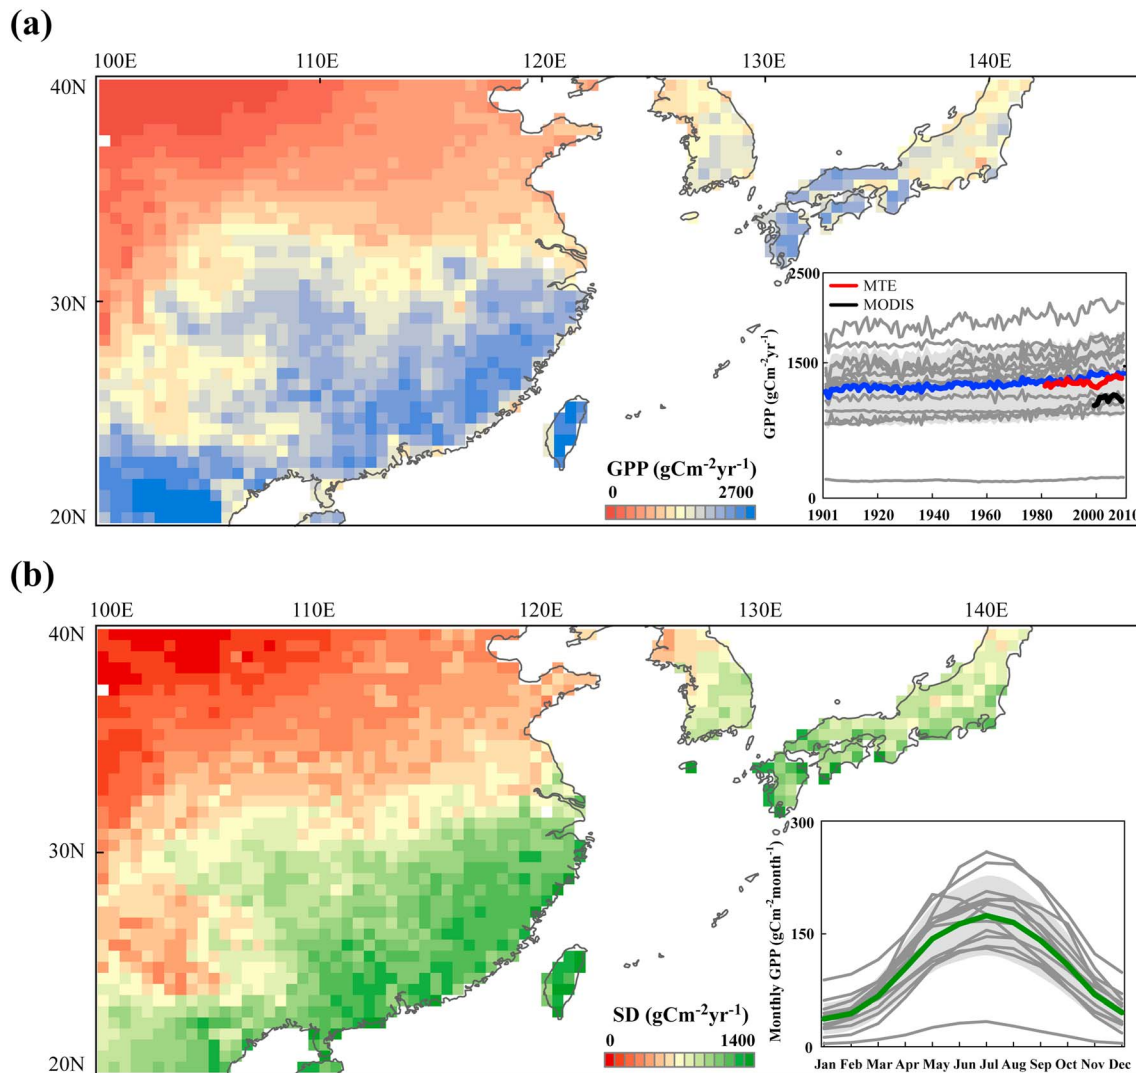 (a)
100E 110E 120E 130E 140E
40N
30N
20N
GPP (gCm⁻²yr⁻¹)
0 2700
2500
1500
0
GPP (gCm⁻²yr⁻¹)
MTE
MODIS
1901 1920 1940 1960 1980 2000 2010
(b)
100E 110E 120E 130E 140E
40N
30N
20N
SD (gCm⁻²yr⁻¹)
0 1400
300
150
0
Monthly GPP (gCm⁻²month⁻¹)
Jan Feb Mar Apr May Jun Jul Aug Sep Oct Nov Dec